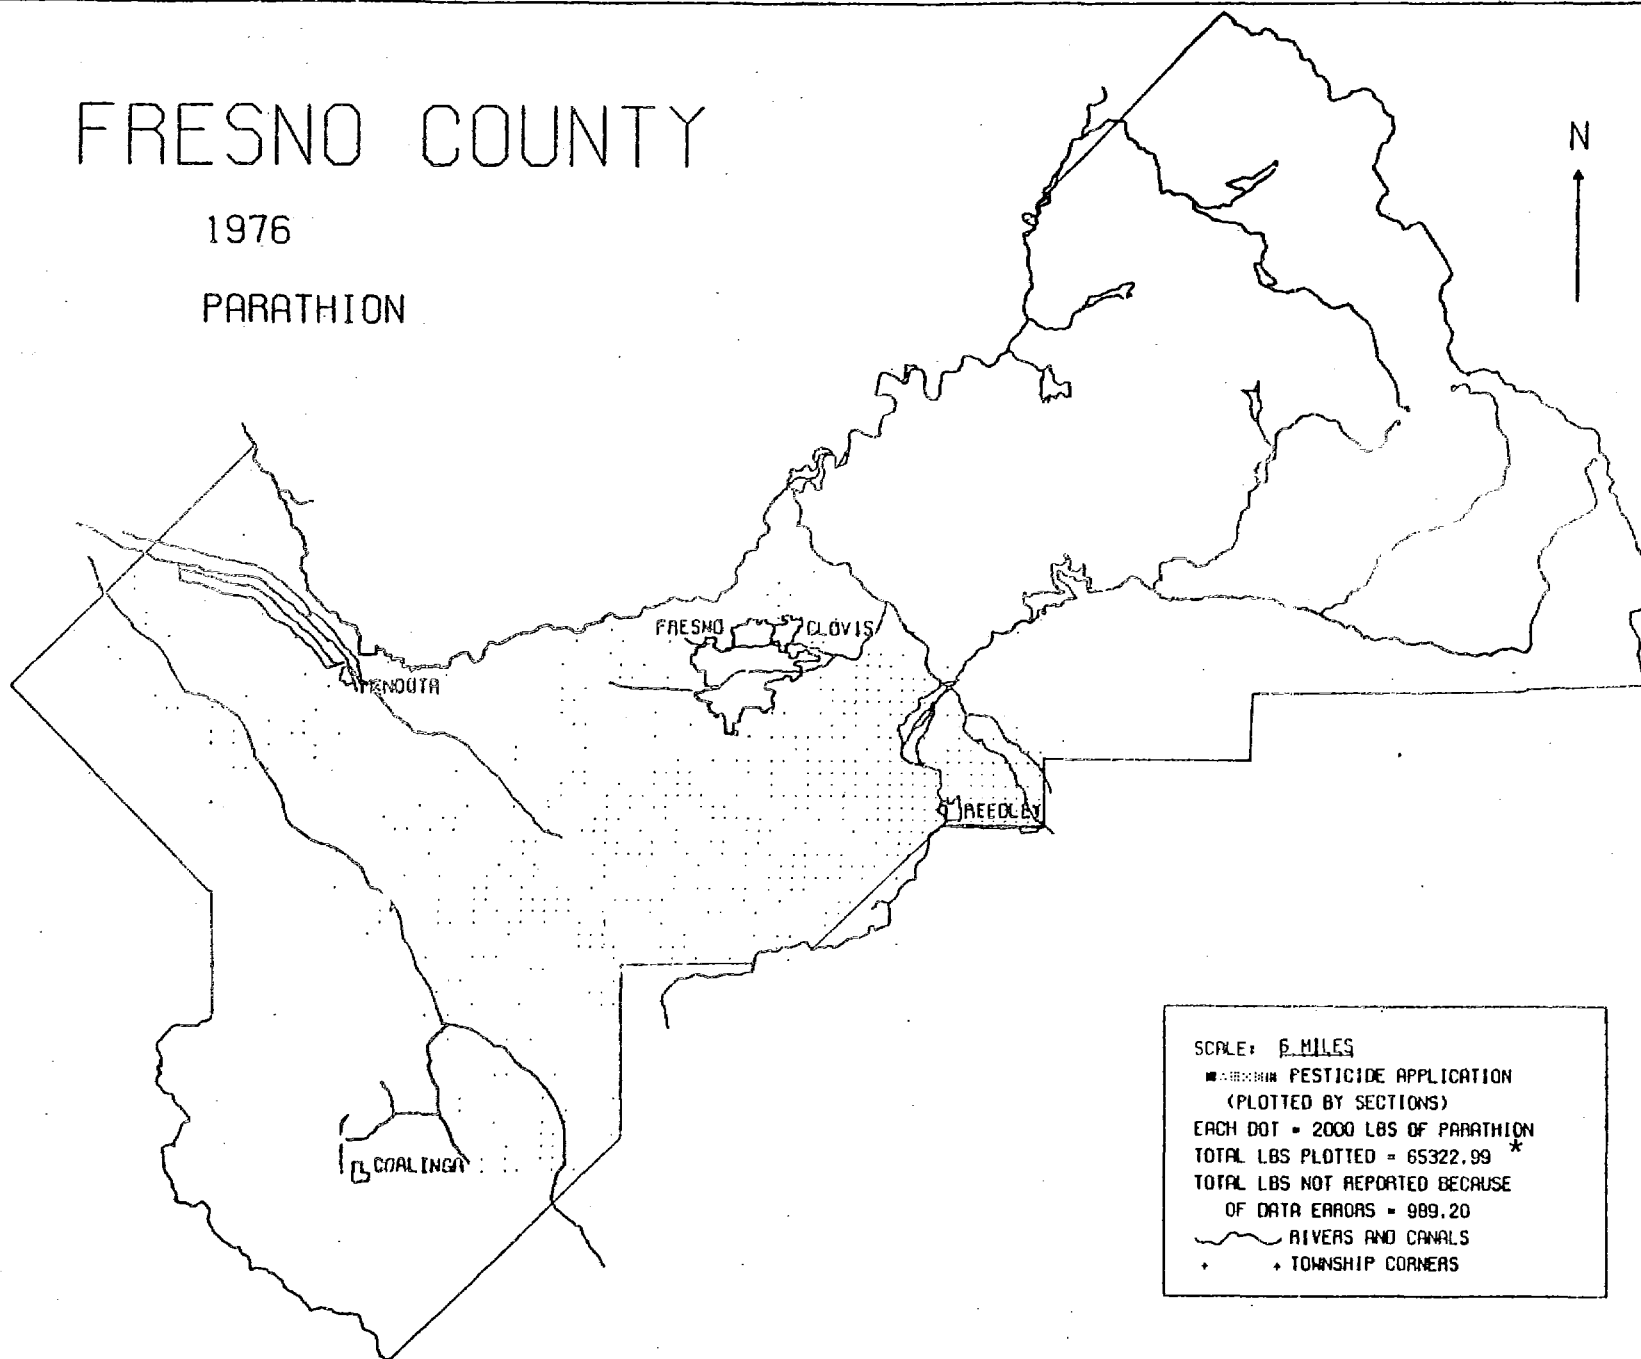 FRESNO COUNTY
1976
PARATHION
N
FRESNO
CLOVIS
MENDOTA
REEDLEY
COALINGA
SCALE: 6 MILES
PESTICIDE APPLICATION
(PLOTTED BY SECTIONS)
EACH DOT = 2000 LBS OF PARATHION
TOTAL LBS PLOTTED = 65322.99 *
TOTAL LBS NOT REPORTED BECAUSE
OF DATA ERRORS = 989.20
RIVERS AND CANALS
TOWNSHIP CORNERS